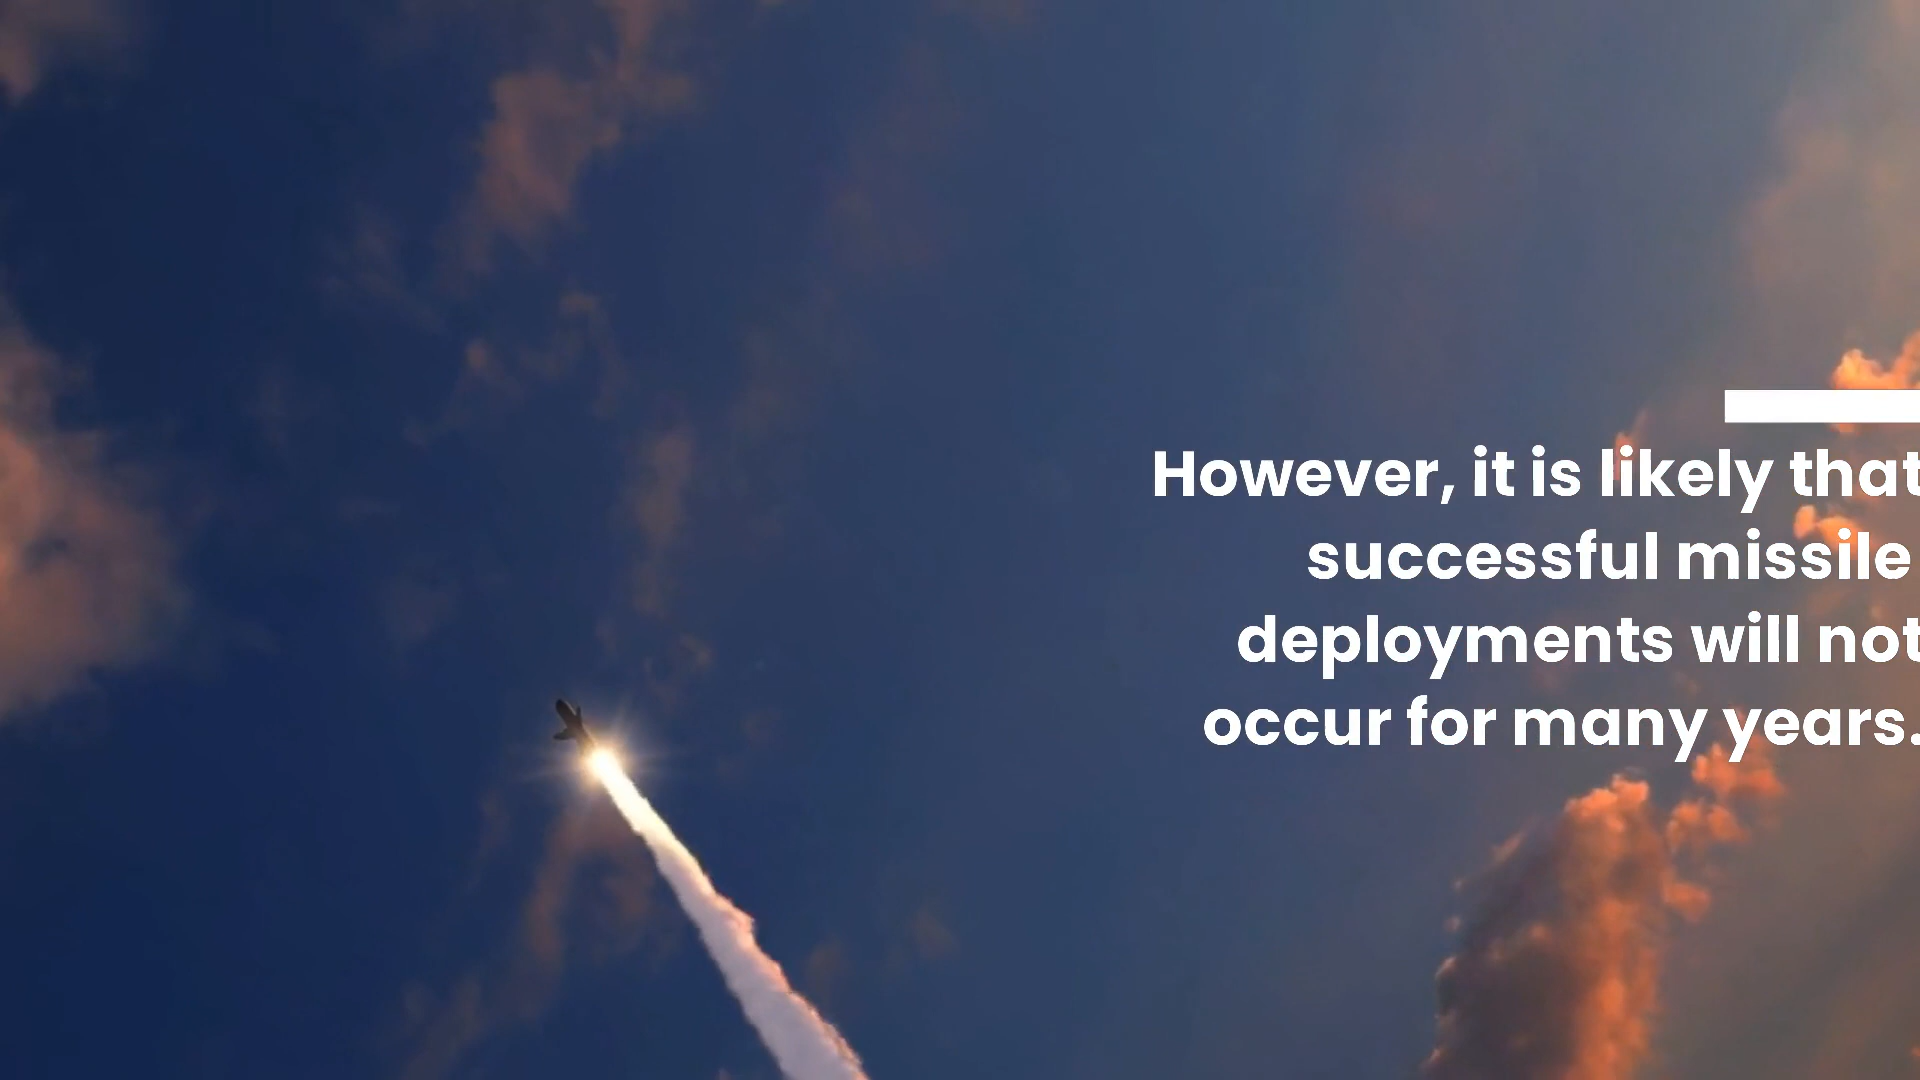 However, it is likely that
successful missile
deployments will not
occur for many years.